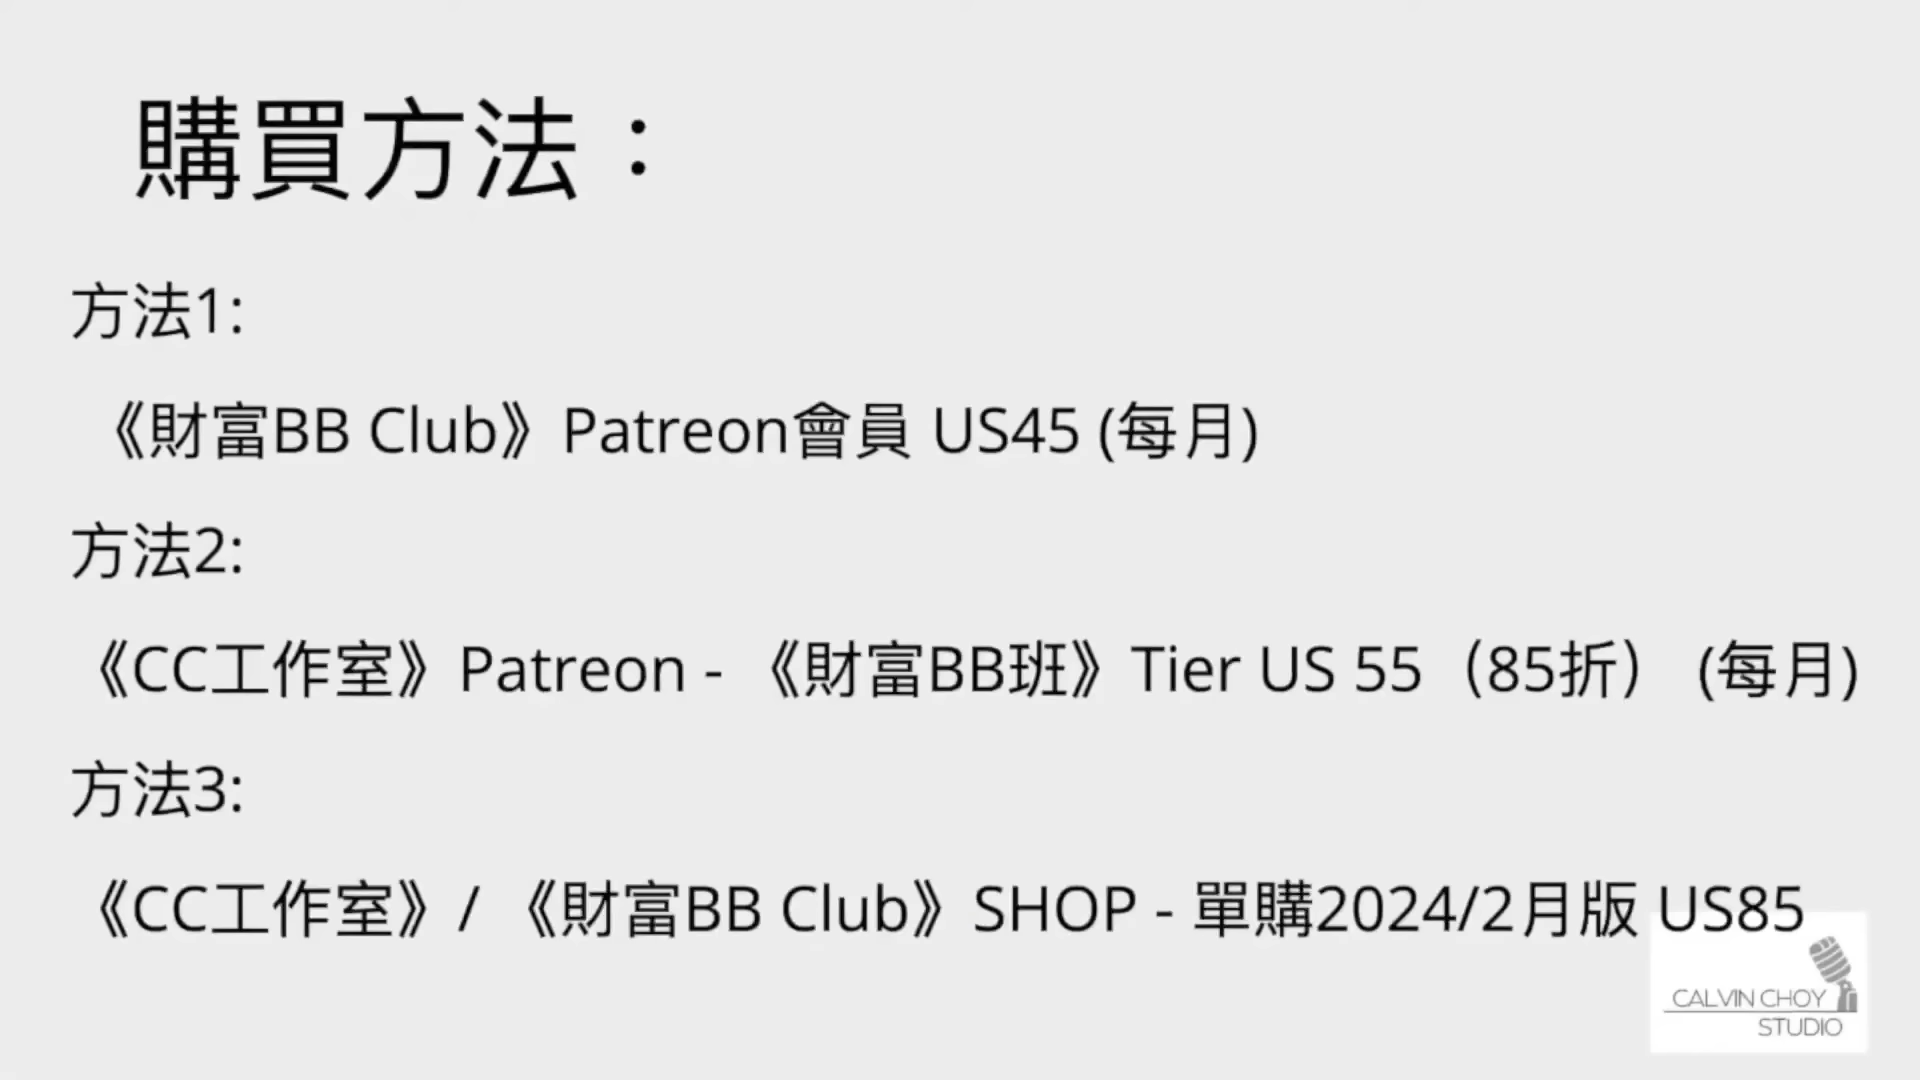 購買方法：
方法1:
《財富BB Club》Patreon會員 US45 (每月)
方法2:
《CC工作室》Patreon - 《財富BB班》Tier US 55（85折） (每月)
方法3:
《CC工作室》/ 《財富BB Club》SHOP - 單購2024/2月版 US85
CALVIN CHOY
STUDIO